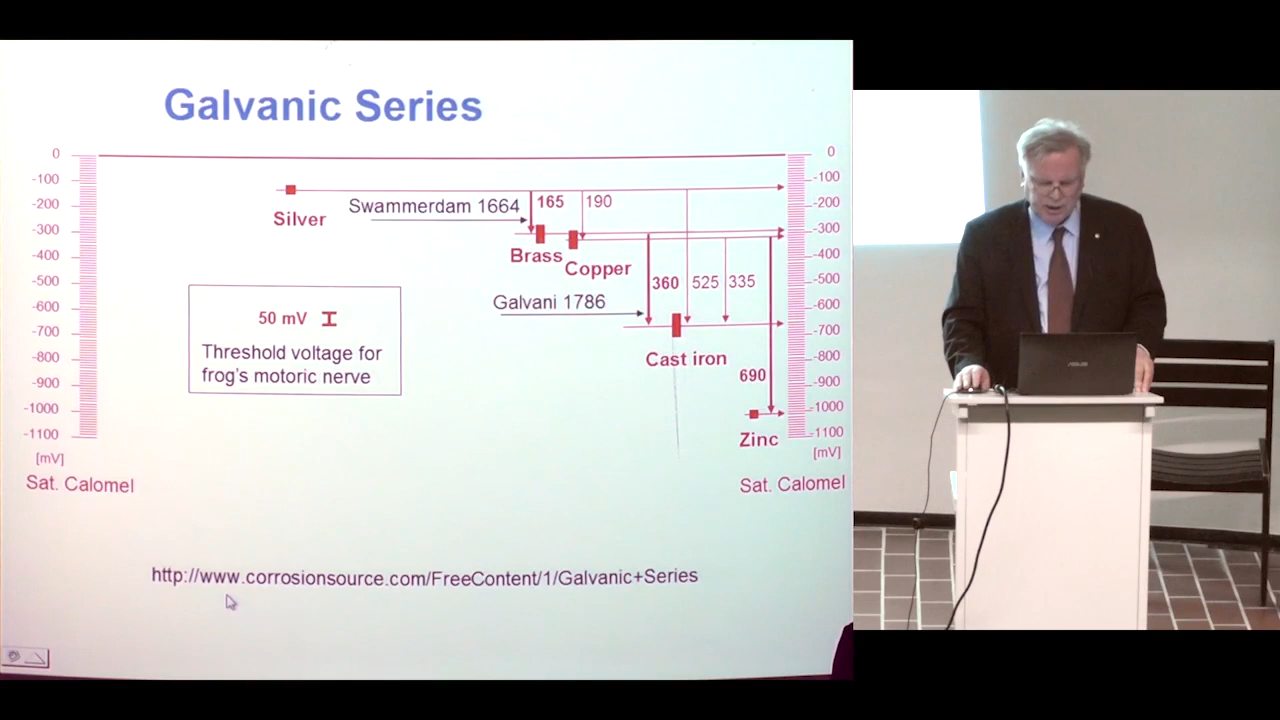 Galvanic Series
0
-100
-200
-300
-400
-500
-600
-700
-800
-900
-1000
-1100
[mV]
Sat. Calomel
Silver
Swammerdam 1664
165
190
Brass
Copper
Galvani 1786
360
525
335
Cast iron
690
Zinc
50 mV
Threshold voltage for
frog's motoric nerve
0
-100
-200
-300
-400
-500
-600
-700
-800
-900
-1000
-1100
[mV]
Sat. Calomel
http://www.corrosionsource.com/FreeContent/1/Galvanic+Series
ASUS